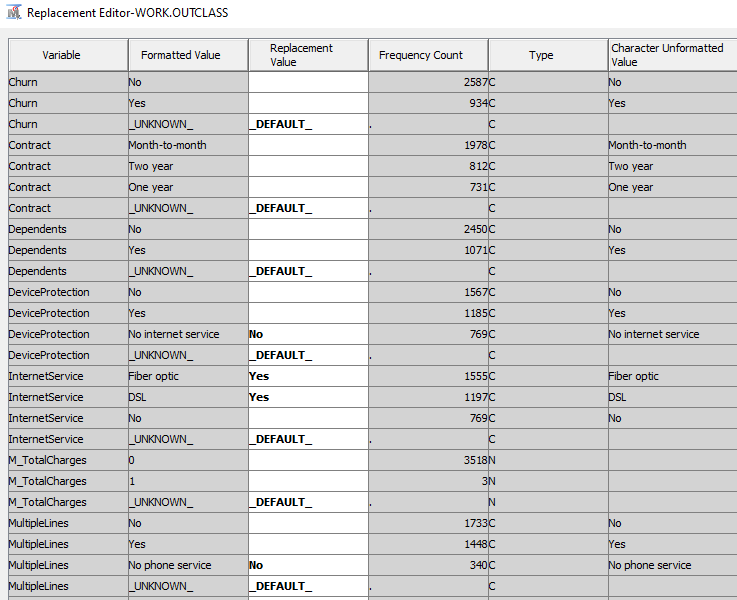 Replacement Editor-WORK.OUTCLASS
Variable Formatted Value Replacement Value Frequency Count Type Character Unformatted Value
Churn No 2587 C No
Churn Yes 934 C Yes
Churn _UNKNOWN_ _DEFAULT_ . C
Contract Month-to-month 1978 C Month-to-month
Contract Two year 812 C Two year
Contract One year 731 C One year
Contract _UNKNOWN_ _DEFAULT_ . C
Dependents No 2450 C No
Dependents Yes 1071 C Yes
Dependents _UNKNOWN_ _DEFAULT_ . C
DeviceProtection No 1567 C No
DeviceProtection Yes 1185 C Yes
DeviceProtection No internet service No 769 C No internet service
DeviceProtection _UNKNOWN_ _DEFAULT_ . C
InternetService Fiber optic Yes 1555 C Fiber optic
InternetService DSL Yes 1197 C DSL
InternetService No 769 C No
InternetService _UNKNOWN_ _DEFAULT_ . C
M_TotalCharges 0 3518 N
M_TotalCharges 1 3 N
M_TotalCharges _UNKNOWN_ _DEFAULT_ . N
MultipleLines No 1733 C No
MultipleLines Yes 1448 C Yes
MultipleLines No phone service No 340 C No phone service
MultipleLines _UNKNOWN_ _DEFAULT_ . C